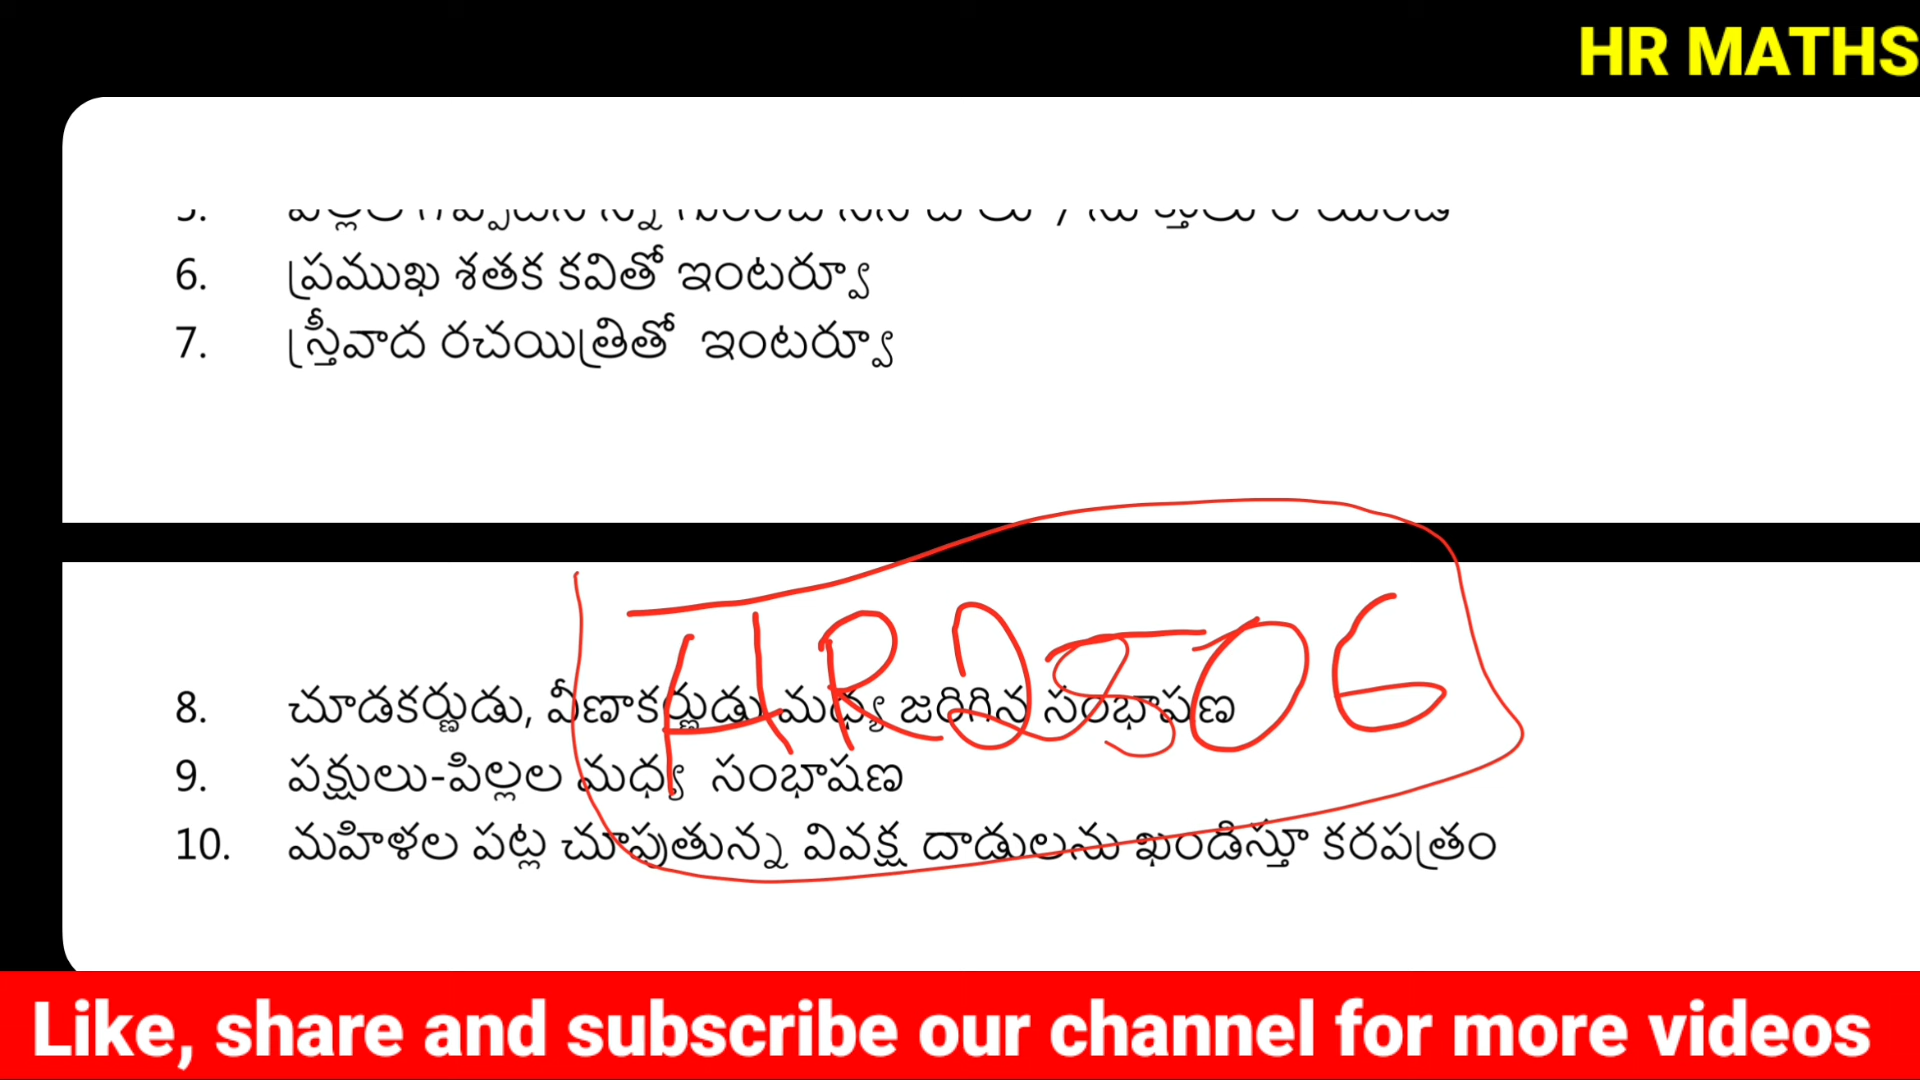 HR MATHS
6. ప్రముఖ శతక కవితో ఇంటర్వూ
7. స్త్రీవాద రచయిత్రితో ఇంటర్వూ
HR2506
8. చూడకర్ణుడు, వీణాకర్ణుడు మధ్య జరిగిన సంభాషణ
9. పక్షులు-పిల్లల మధ్య సంభాషణ
10. మహిళల పట్ల చూపుతున్న వివక్ష దాడులను ఖండిస్తూ కరపత్రం
Like, share and subscribe our channel for more videos